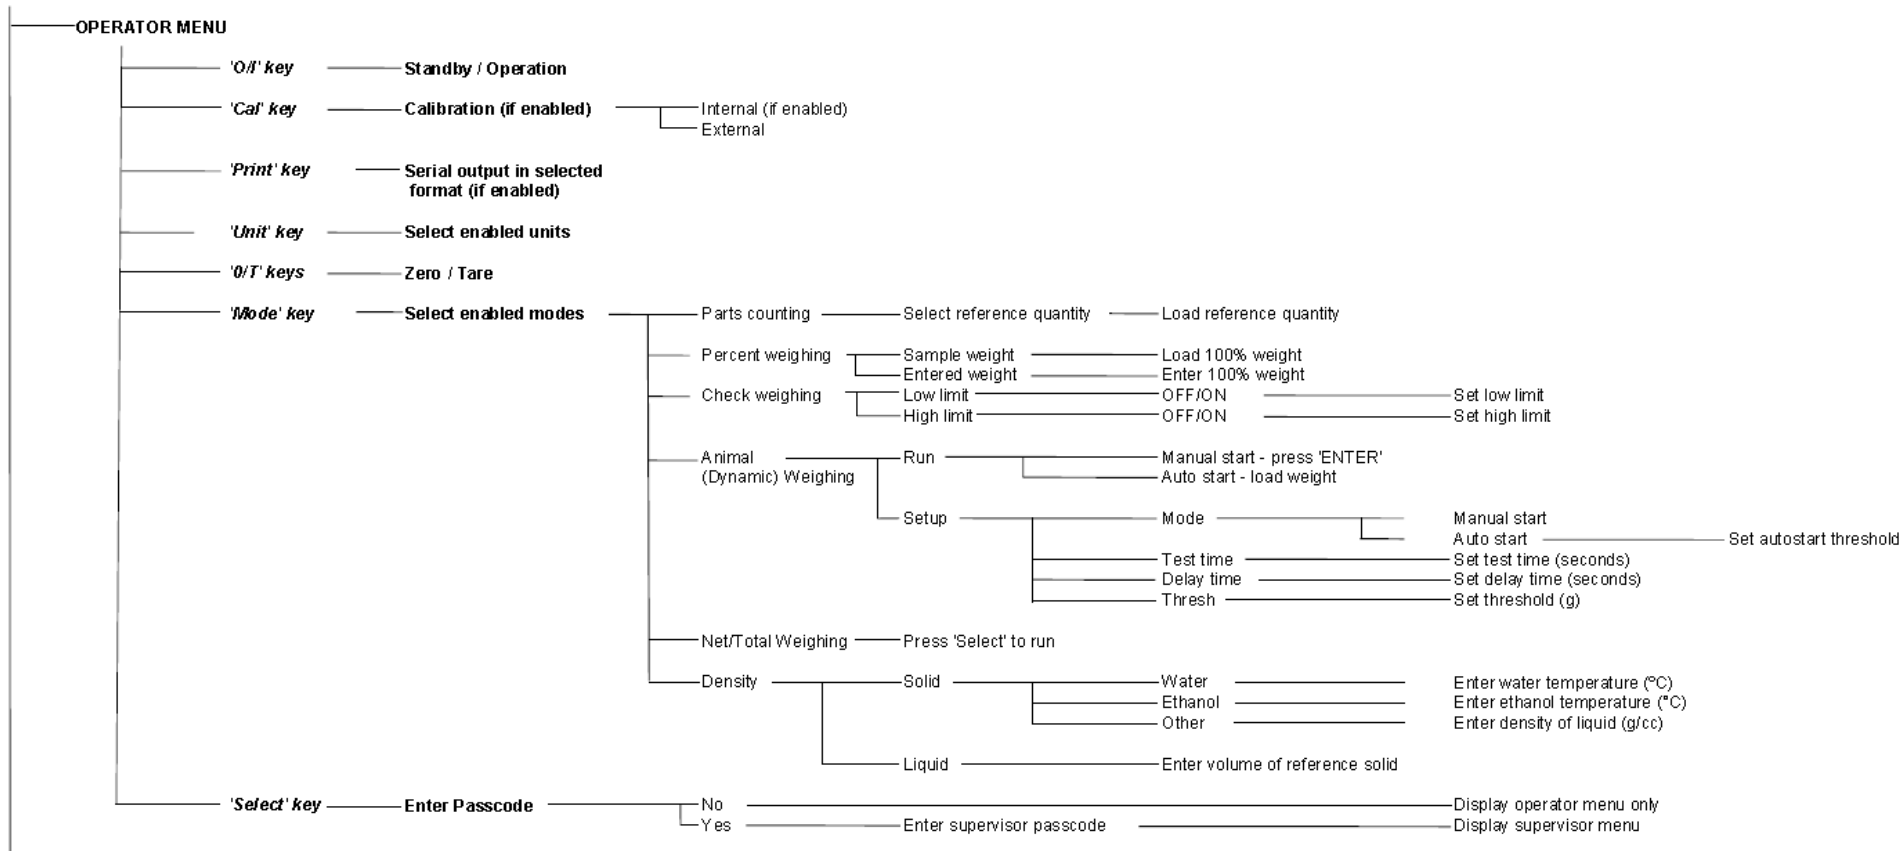 OPERATOR MENU
'O/I' key Standby / Operation
'Cal' key Calibration (if enabled) Internal (if enabled)
External
'Print' key Serial output in selected
format (if enabled)
'Unit' key Select enabled units
'0/T' keys Zero / Tare
'Mode' key Select enabled modes Parts counting Select reference quantity Load reference quantity
Percent weighing Sample weight Load 100% weight
Entered weight Enter 100% weight
Check weighing Low limit OFF/ON Set low limit
High limit OFF/ON Set high limit
Animal Run Manual start - press 'ENTER'
(Dynamic) Weighing Auto start - load weight
Setup Mode Manual start
Auto start Set autostart threshold
Test time Set test time (seconds)
Delay time Set delay time (seconds)
Thresh Set threshold (g)
Net/Total Weighing Press 'Select' to run
Density Solid Water Enter water temperature (ºC)
Ethanol Enter ethanol temperature (°C)
Other Enter density of liquid (g/cc)
Liquid Enter volume of reference solid
'Select' key Enter Passcode No Display operator menu only
Yes Enter supervisor passcode Display supervisor menu